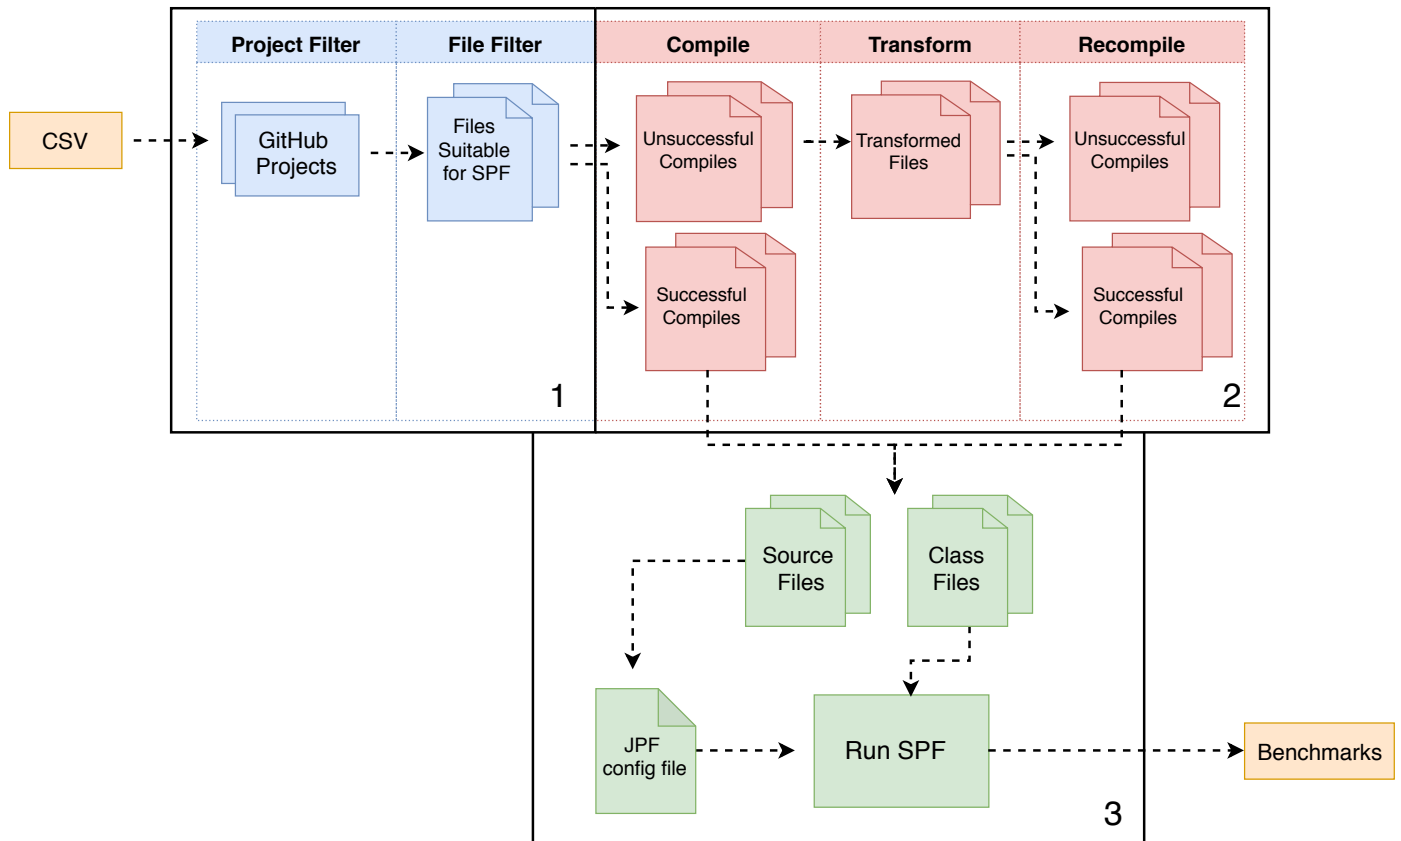 Project Filter
File Filter
Compile
Transform
Recompile
CSV
GitHub
Projects
Files
Suitable
for SPF
Unsuccessful
Compiles
Transformed
Files
Unsuccessful
Compiles
Successful
Compiles
Successful
Compiles
1
2
Source
Files
Class
Files
JPF
config file
Run SPF
Benchmarks
3